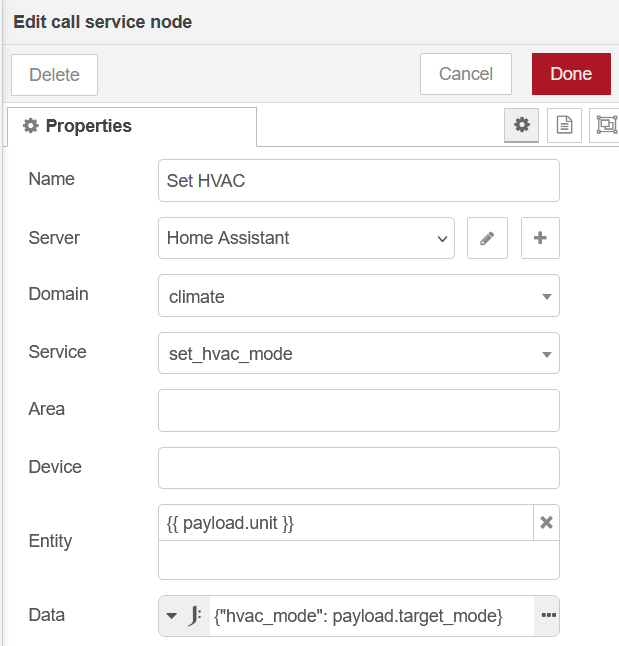 Edit call service node
Delete
Cancel
Done
Properties
Name
Set HVAC
Server
Home Assistant
Domain
climate
Service
set_hvac_mode
Area
Device
Entity
{{ payload.unit }}
Data
J: {"hvac_mode": payload.target_mode}